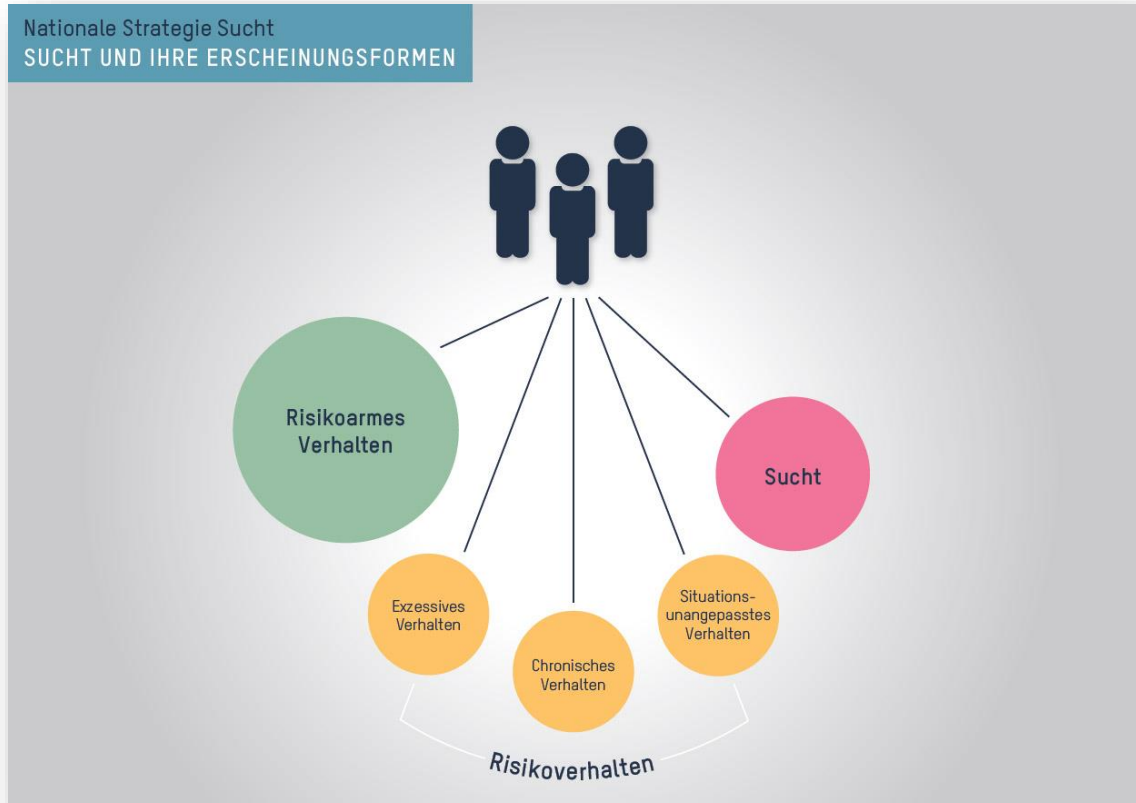 Nationale Strategie Sucht
SUCHT UND IHRE ERSCHEINUNGSFORMEN
Risikoarmes
Verhalten
Sucht
Exzessives
Verhalten
Chronisches
Verhalten
Situations-
unangepasstes
Verhalten
Risikoverhalten